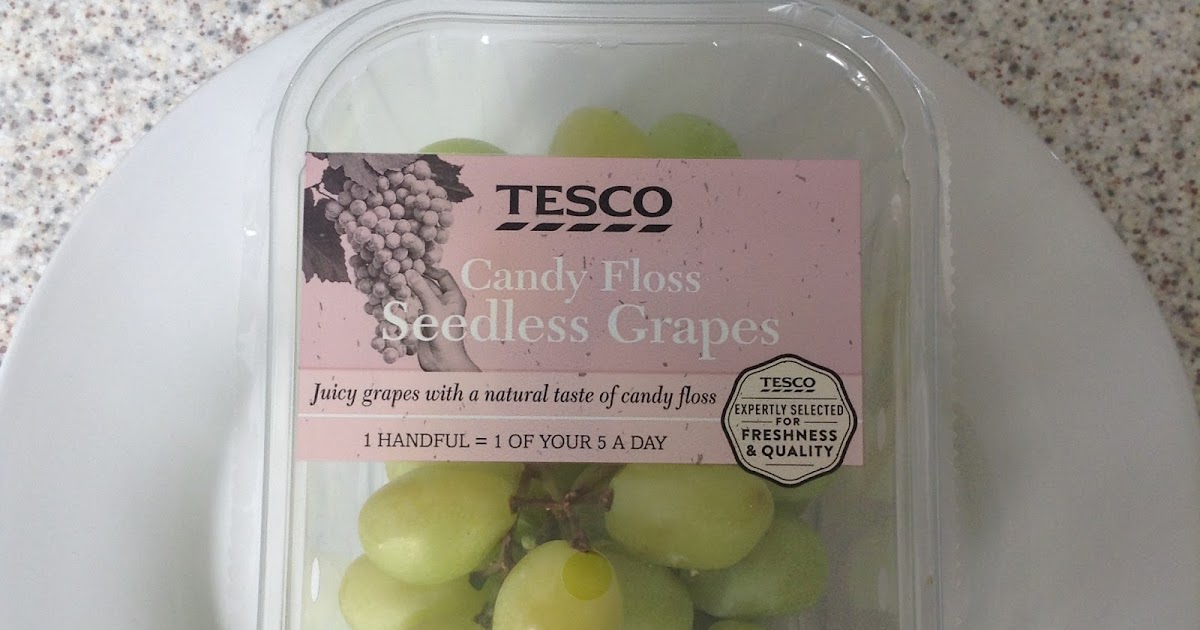 TESCO
Candy Floss
Seedless Grapes
Juicy grapes with a natural taste of candy floss
1 HANDFUL = 1 OF YOUR 5 A DAY
TESCO
EXPERTLY SELECTED
FOR
FRESHNESS
& QUALITY